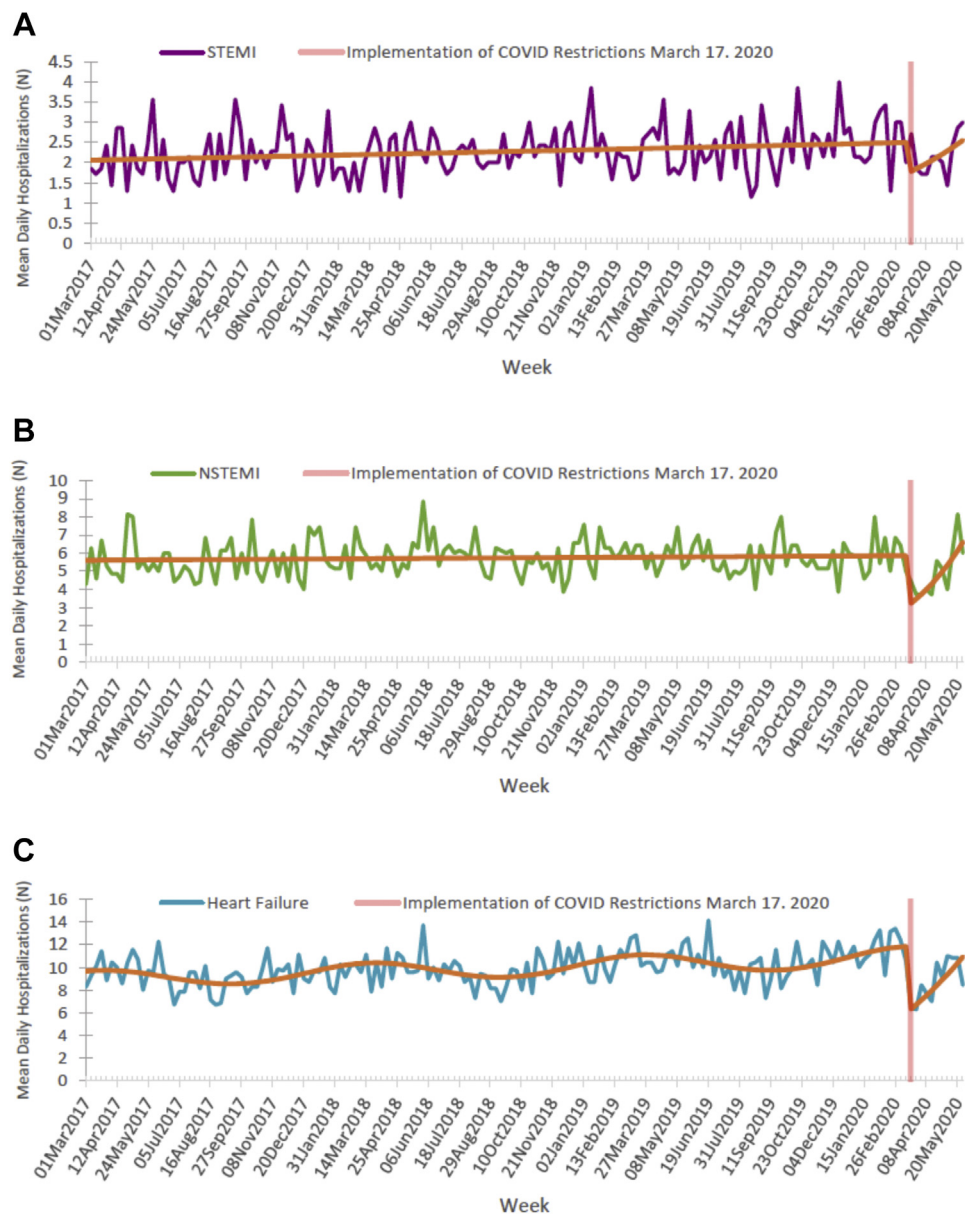 A
STEMI Implementation of COVID Restrictions March 17. 2020
Mean Daily Hospitalizations (N)
4.5
4
3.5
3
2.5
2
1.5
1
0.5
0
01Mar2017 12Apr2017 24May2017 05Jul2017 16Aug2017 27Sep2017 08Nov2017 20Dec2017 31Jan2018 14Mar2018 25Apr2018 06Jun2018 18Jul2018 29Aug2018 10Oct2018 21Nov2018 02Jan2019 13Feb2019 27Mar2019 08May2019 19Jun2019 31Jul2019 11Sep2019 23Oct2019 04Dec2019 15Jan2020 26Feb2020 08Apr2020 20May2020
Week
B
NSTEMI Implementation of COVID Restrictions March 17. 2020
Mean Daily Hospitalizations (N)
10
9
8
7
6
5
4
3
2
1
0
01Mar2017 12Apr2017 24May2017 05Jul2017 16Aug2017 27Sep2017 08Nov2017 20Dec2017 31Jan2018 14Mar2018 25Apr2018 06Jun2018 18Jul2018 29Aug2018 10Oct2018 21Nov2018 02Jan2019 13Feb2019 27Mar2019 08May2019 19Jun2019 31Jul2019 11Sep2019 23Oct2019 04Dec2019 15Jan2020 26Feb2020 08Apr2020 20May2020
Week
C
Heart Failure Implementation of COVID Restrictions March 17. 2020
Mean Daily Hospitalizations (N)
16
14
12
10
8
6
4
2
0
01Mar2017 12Apr2017 24May2017 05Jul2017 16Aug2017 27Sep2017 08Nov2017 20Dec2017 31Jan2018 14Mar2018 25Apr2018 06Jun2018 18Jul2018 29Aug2018 10Oct2018 21Nov2018 02Jan2019 13Feb2019 27Mar2019 08May2019 19Jun2019 31Jul2019 11Sep2019 23Oct2019 04Dec2019 15Jan2020 26Feb2020 08Apr2020 20May2020
Week